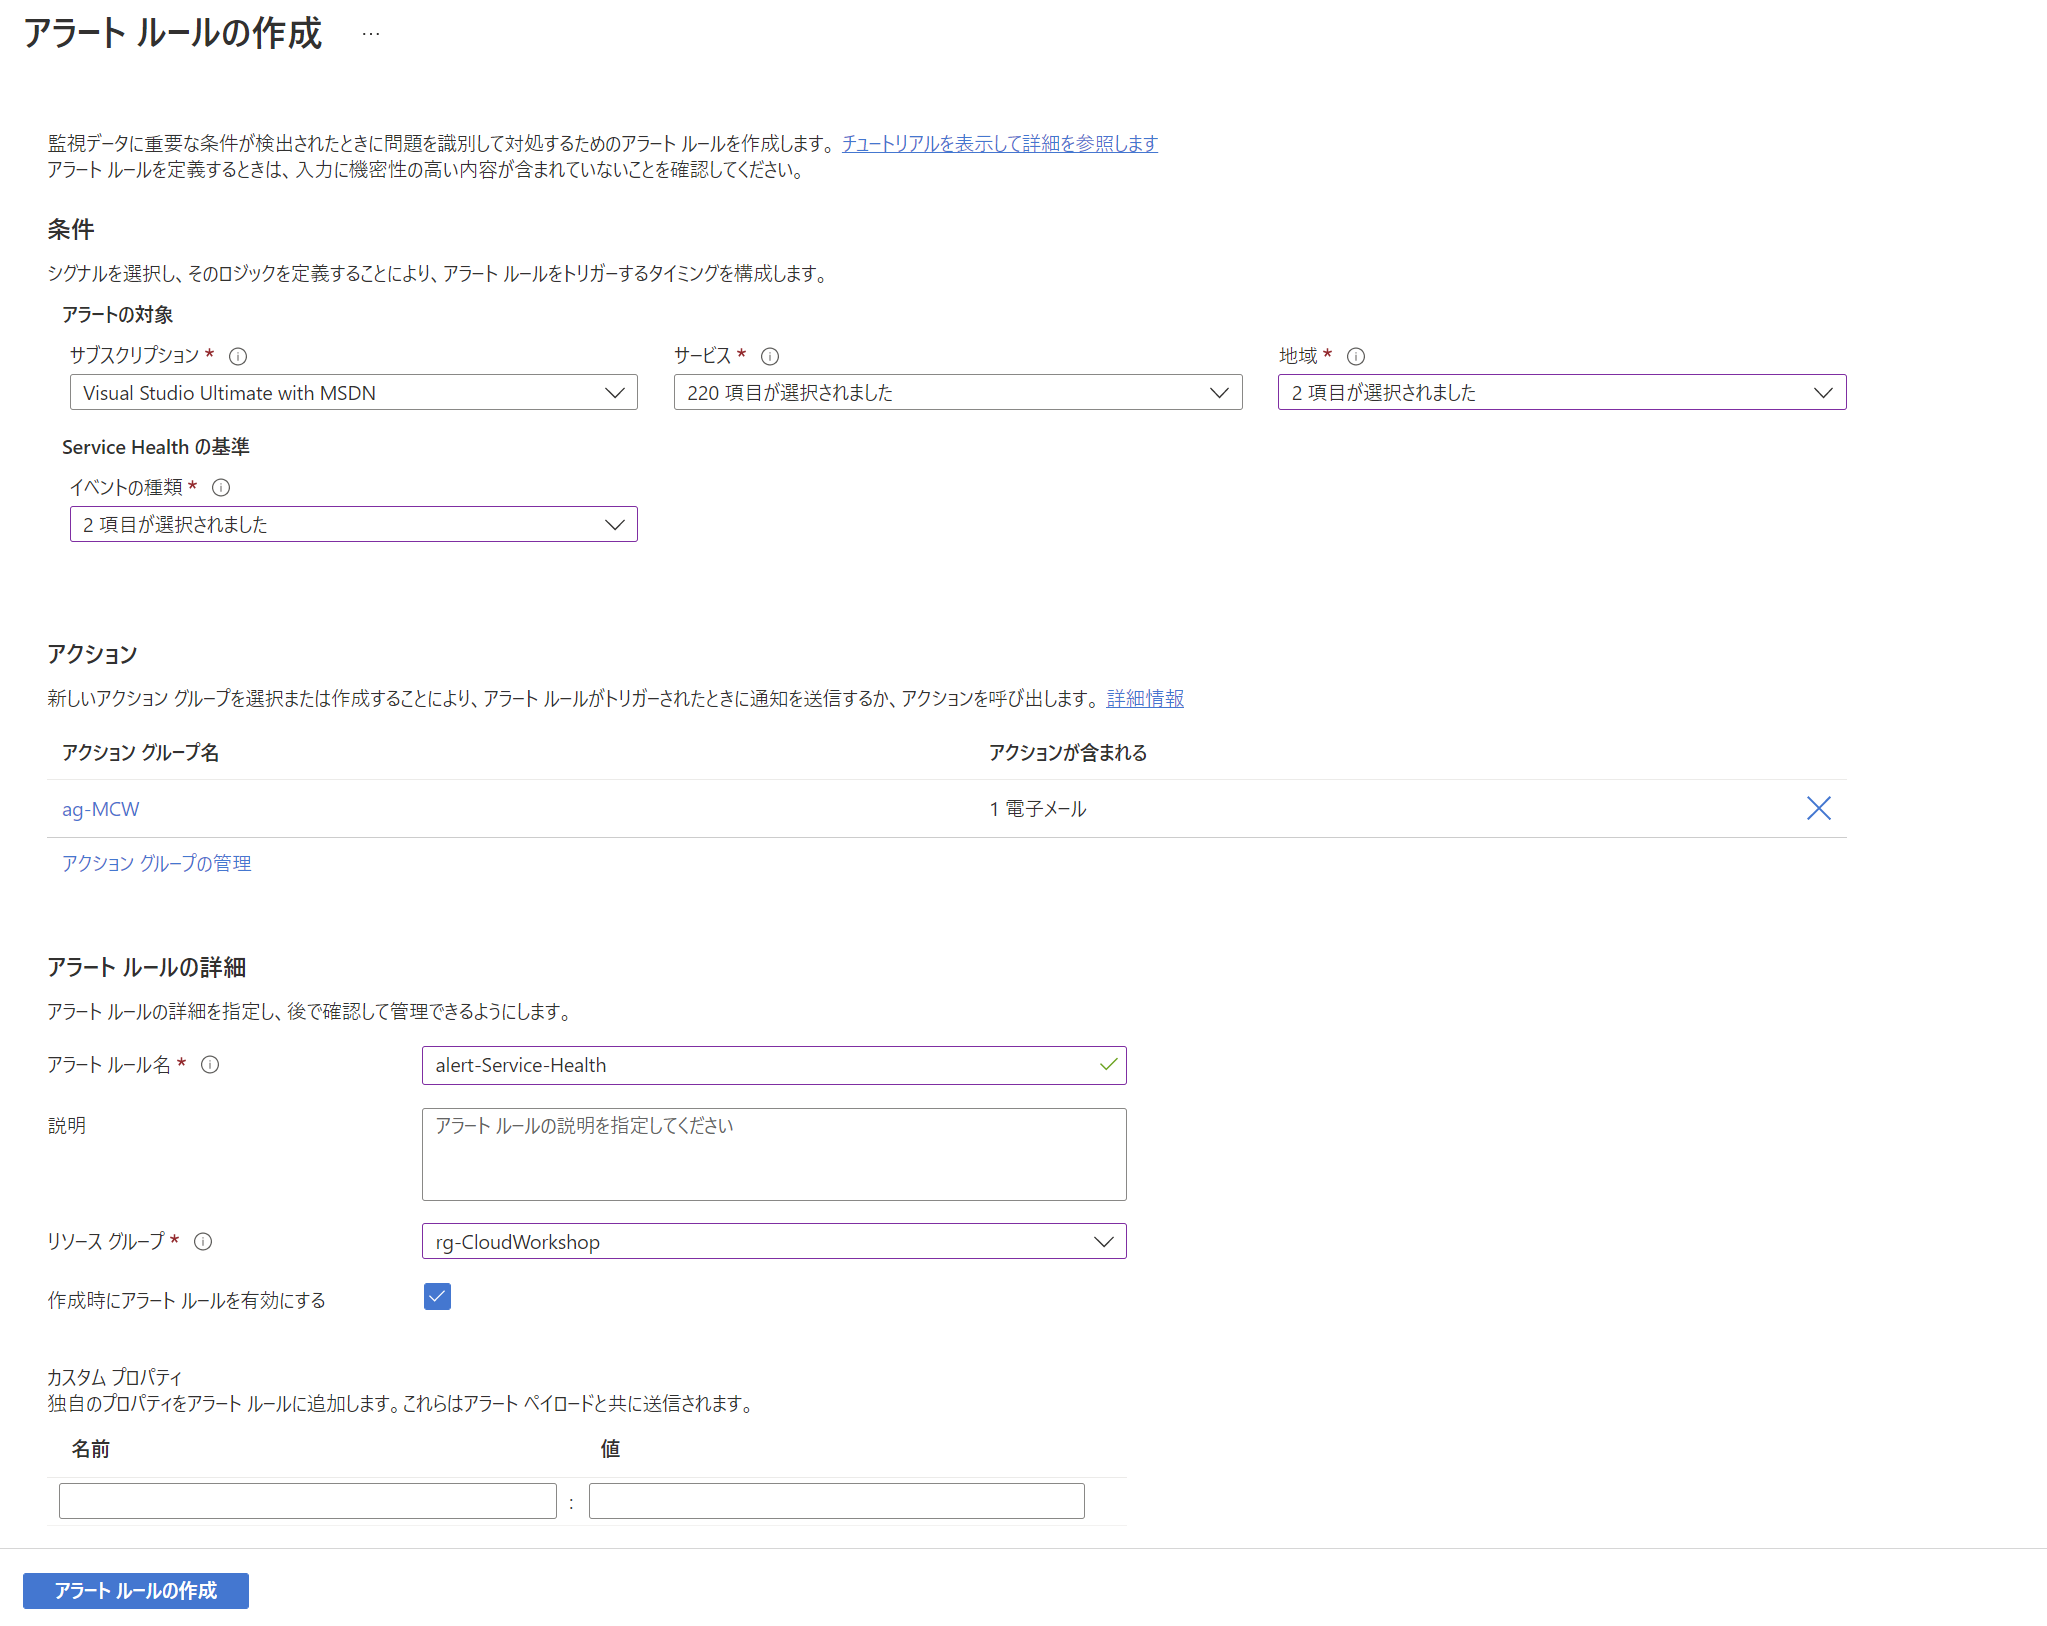 アラート ルールの作成 …
監視データに重要な条件が検出されたときに問題を識別して対処するためのアラート ルールを作成します。 チュートリアルを表示して詳細を参照します
アラート ルールを定義するときは、入力に機密性の高い内容が含まれていないことを確認してください。
条件
シグナルを選択し、そのロジックを定義することにより、アラート ルールをトリガーするタイミングを構成します。
アラートの対象
サブスクリプション * サービス * 地域 *
Visual Studio Ultimate with MSDN 220 項目が選択されました 2 項目が選択されました
Service Health の基準
イベントの種類 *
2 項目が選択されました
アクション
新しいアクション グループを選択または作成することにより、アラート ルールがトリガーされたときに通知を送信するか、アクションを呼び出します。 詳細情報
アクション グループ名 アクションが含まれる
ag-MCW 1 電子メール
アクション グループの管理
アラート ルールの詳細
アラート ルールの詳細を指定し、後で確認して管理できるようにします。
アラート ルール名 * alert-Service-Health
説明 アラート ルールの説明を指定してください
リソース グループ * rg-CloudWorkshop
作成時にアラート ルールを有効にする
カスタム プロパティ
独自のプロパティをアラート ルールに追加します。これらはアラート ペイロードと共に送信されます。
名前 値
:
アラート ルールの作成